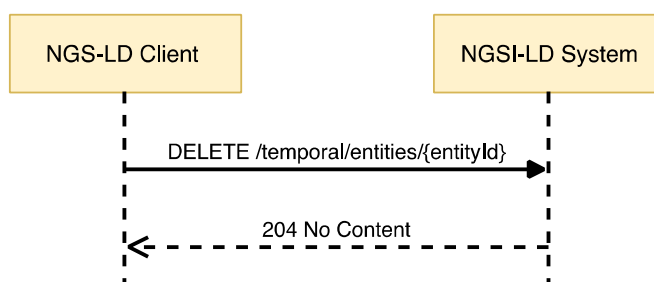 NGS-LD Client
NGSI-LD System
DELETE /temporal/entities/{entityId}
204 No Content